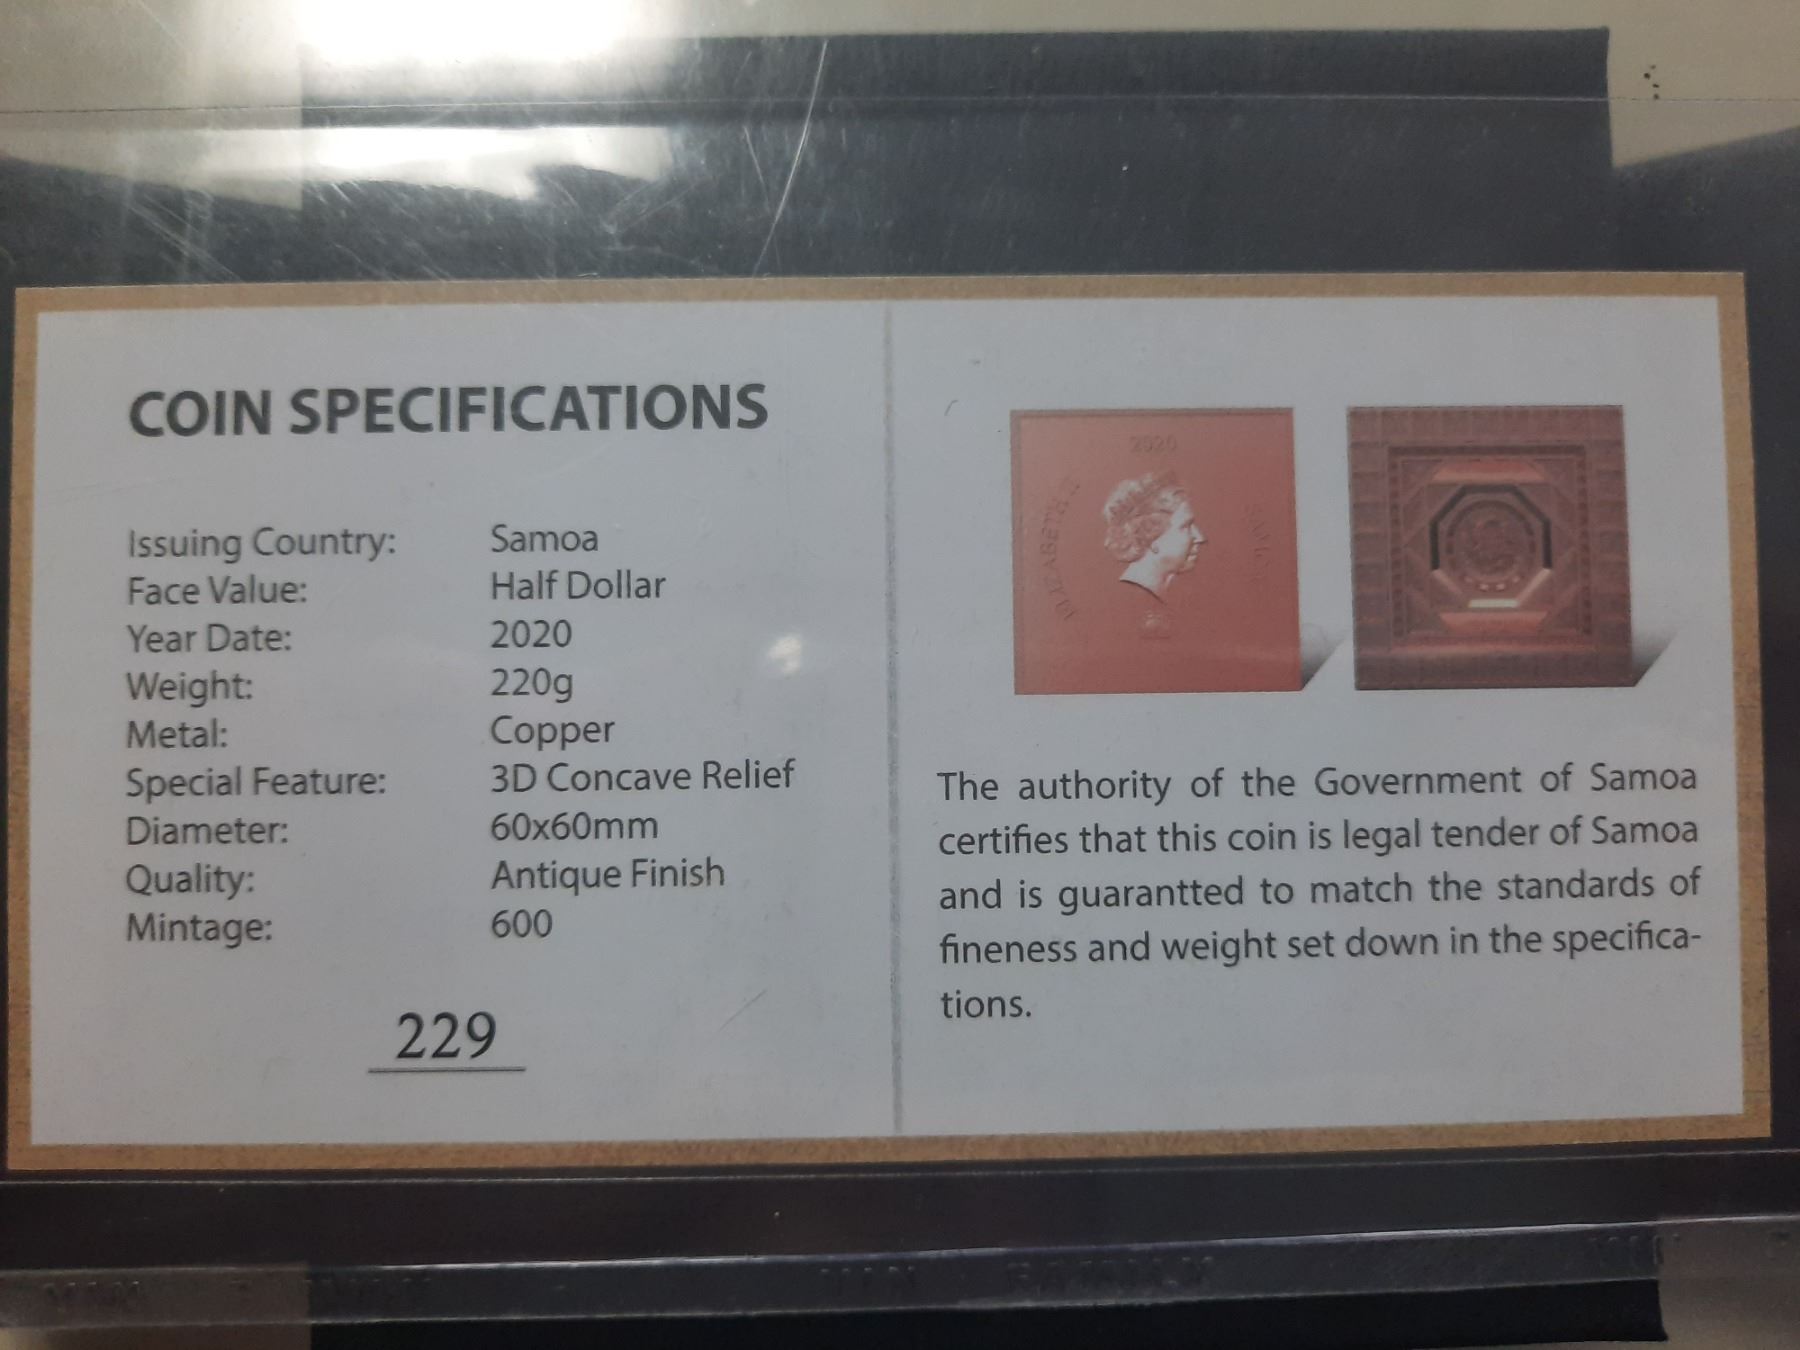 COIN SPECIFICATIONS
Issuing Country: Samoa
Face Value: Half Dollar
Year Date: 2020
Weight: 220g
Metal: Copper
Special Feature: 3D Concave Relief
Diameter: 60x60mm
Quality: Antique Finish
Mintage: 600
229
2020
ELIZABETH II
SAMOA
The authority of the Government of Samoa
certifies that this coin is legal tender of Samoa
and is guarantted to match the standards of
fineness and weight set down in the specifica-
tions.